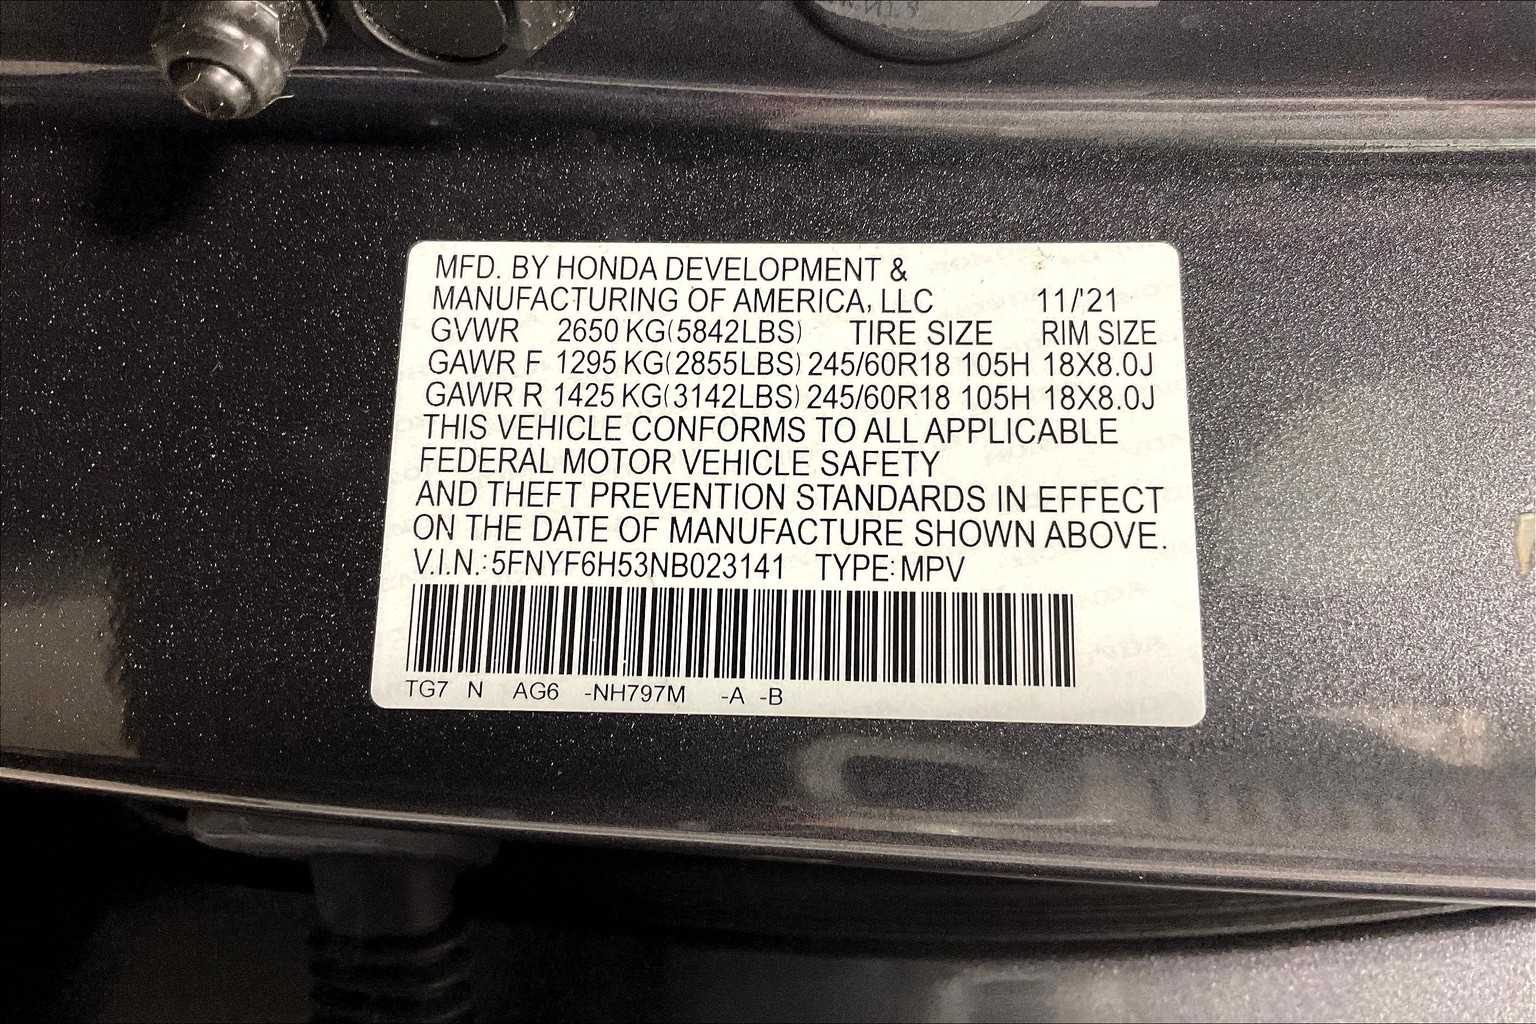 MFD. BY HONDA DEVELOPMENT &
MANUFACTURING OF AMERICA, LLC 11/'21
GVWR 2650 KG(5842LBS) TIRE SIZE RIM SIZE
GAWR F 1295 KG(2855LBS) 245/60R18 105H 18X8.0J
GAWR R 1425 KG(3142LBS) 245/60R18 105H 18X8.0J
THIS VEHICLE CONFORMS TO ALL APPLICABLE
FEDERAL MOTOR VEHICLE SAFETY
AND THEFT PREVENTION STANDARDS IN EFFECT
ON THE DATE OF MANUFACTURE SHOWN ABOVE.
V.I.N.: 5FNYF6H53NB023141 TYPE: MPV
TG7 N AG6 -NH797M -A -B